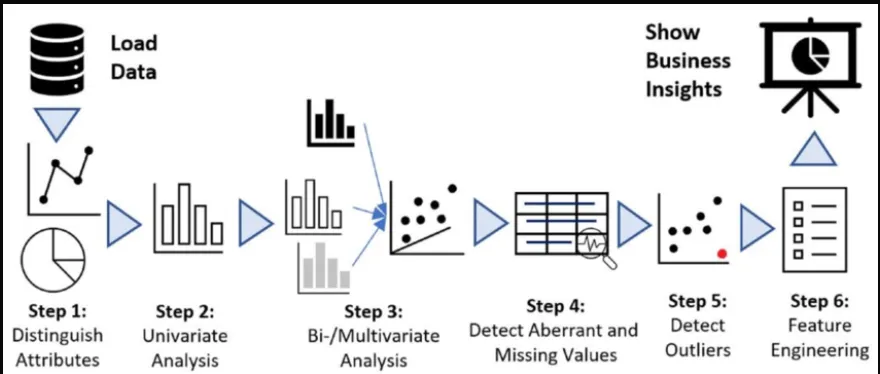 Load
Data
Show
Business
Insights
Step 1:
Distinguish
Attributes
Step 2:
Univariate
Analysis
Step 3:
Bi-/Multivariate
Analysis
Step 4:
Detect Aberrant and
Missing Values
Step 5:
Detect
Outliers
Step 6:
Feature
Engineering